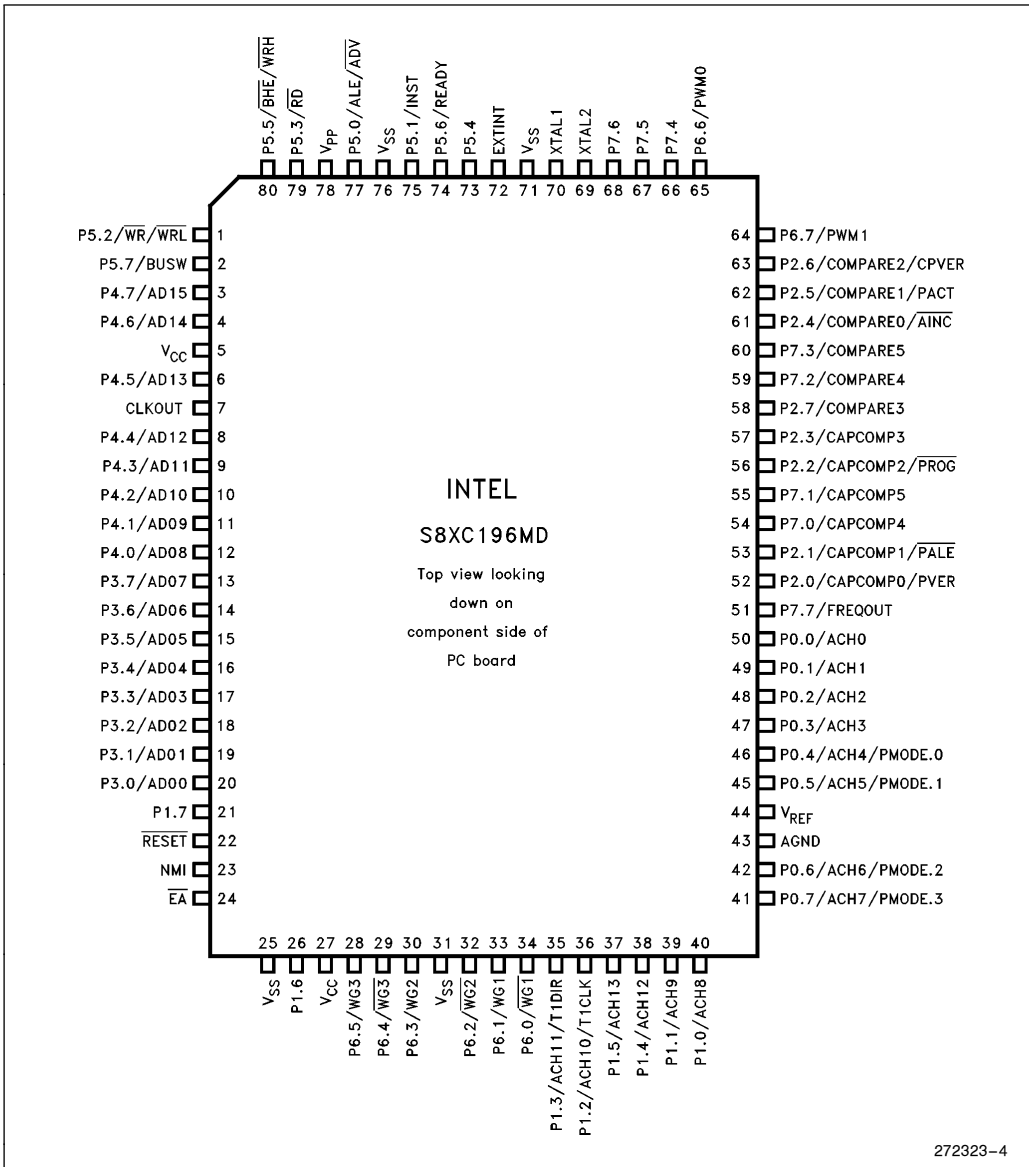 P5.5/BHE/WRH
P5.3/RD
VPP
P5.0/ALE/ADV
VSS
P5.1/INST
P5.6/READY
P5.4
EXTINT
VSS
XTAL1
XTAL2
P7.6
P7.5
P7.4
P6.6/PWM0
80 79 78 77 76 75 74 73 72 71 70 69 68 67 66 65
P5.2/WR/WRL 1
P5.7/BUSW 2
P4.7/AD15 3
P4.6/AD14 4
VCC 5
P4.5/AD13 6
CLKOUT 7
P4.4/AD12 8
P4.3/AD11 9
P4.2/AD10 10
P4.1/AD09 11
P4.0/AD08 12
P3.7/AD07 13
P3.6/AD06 14
P3.5/AD05 15
P3.4/AD04 16
P3.3/AD03 17
P3.2/AD02 18
P3.1/AD01 19
P3.0/AD00 20
P1.7 21
RESET 22
NMI 23
EA 24
INTEL
S8XC196MD
Top view looking
down on
component side of
PC board
64 P6.7/PWM1
63 P2.6/COMPARE2/CPVER
62 P2.5/COMPARE1/PACT
61 P2.4/COMPARE0/AINC
60 P7.3/COMPARE5
59 P7.2/COMPARE4
58 P2.7/COMPARE3
57 P2.3/CAPCOMP3
56 P2.2/CAPCOMP2/PROG
55 P7.1/CAPCOMP5
54 P7.0/CAPCOMP4
53 P2.1/CAPCOMP1/PALE
52 P2.0/CAPCOMP0/PVER
51 P7.7/FREQOUT
50 P0.0/ACH0
49 P0.1/ACH1
48 P0.2/ACH2
47 P0.3/ACH3
46 P0.4/ACH4/PMODE.0
45 P0.5/ACH5/PMODE.1
44 VREF
43 AGND
42 P0.6/ACH6/PMODE.2
41 P0.7/ACH7/PMODE.3
25 26 27 28 29 30 31 32 33 34 35 36 37 38 39 40
VSS
P1.6
VCC
P6.5/WG3
P6.4/WG3
P6.3/WG2
VSS
P6.2/WG2
P6.1/WG1
P6.0/WG1
P1.3/ACH11/T1DIR
P1.2/ACH10/T1CLK
P1.5/ACH13
P1.4/ACH12
P1.1/ACH9
P1.0/ACH8
272323-4